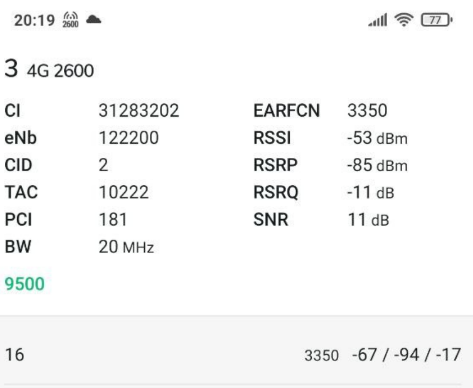 20:19 2600 77
3 4G 2600
CI 31283202 EARFCN 3350
eNb 122200 RSSI -53 dBm
CID 2 RSRP -85 dBm
TAC 10222 RSRQ -11 dB
PCI 181 SNR 11 dB
BW 20 MHz
9500
16 3350 -67 / -94 / -17